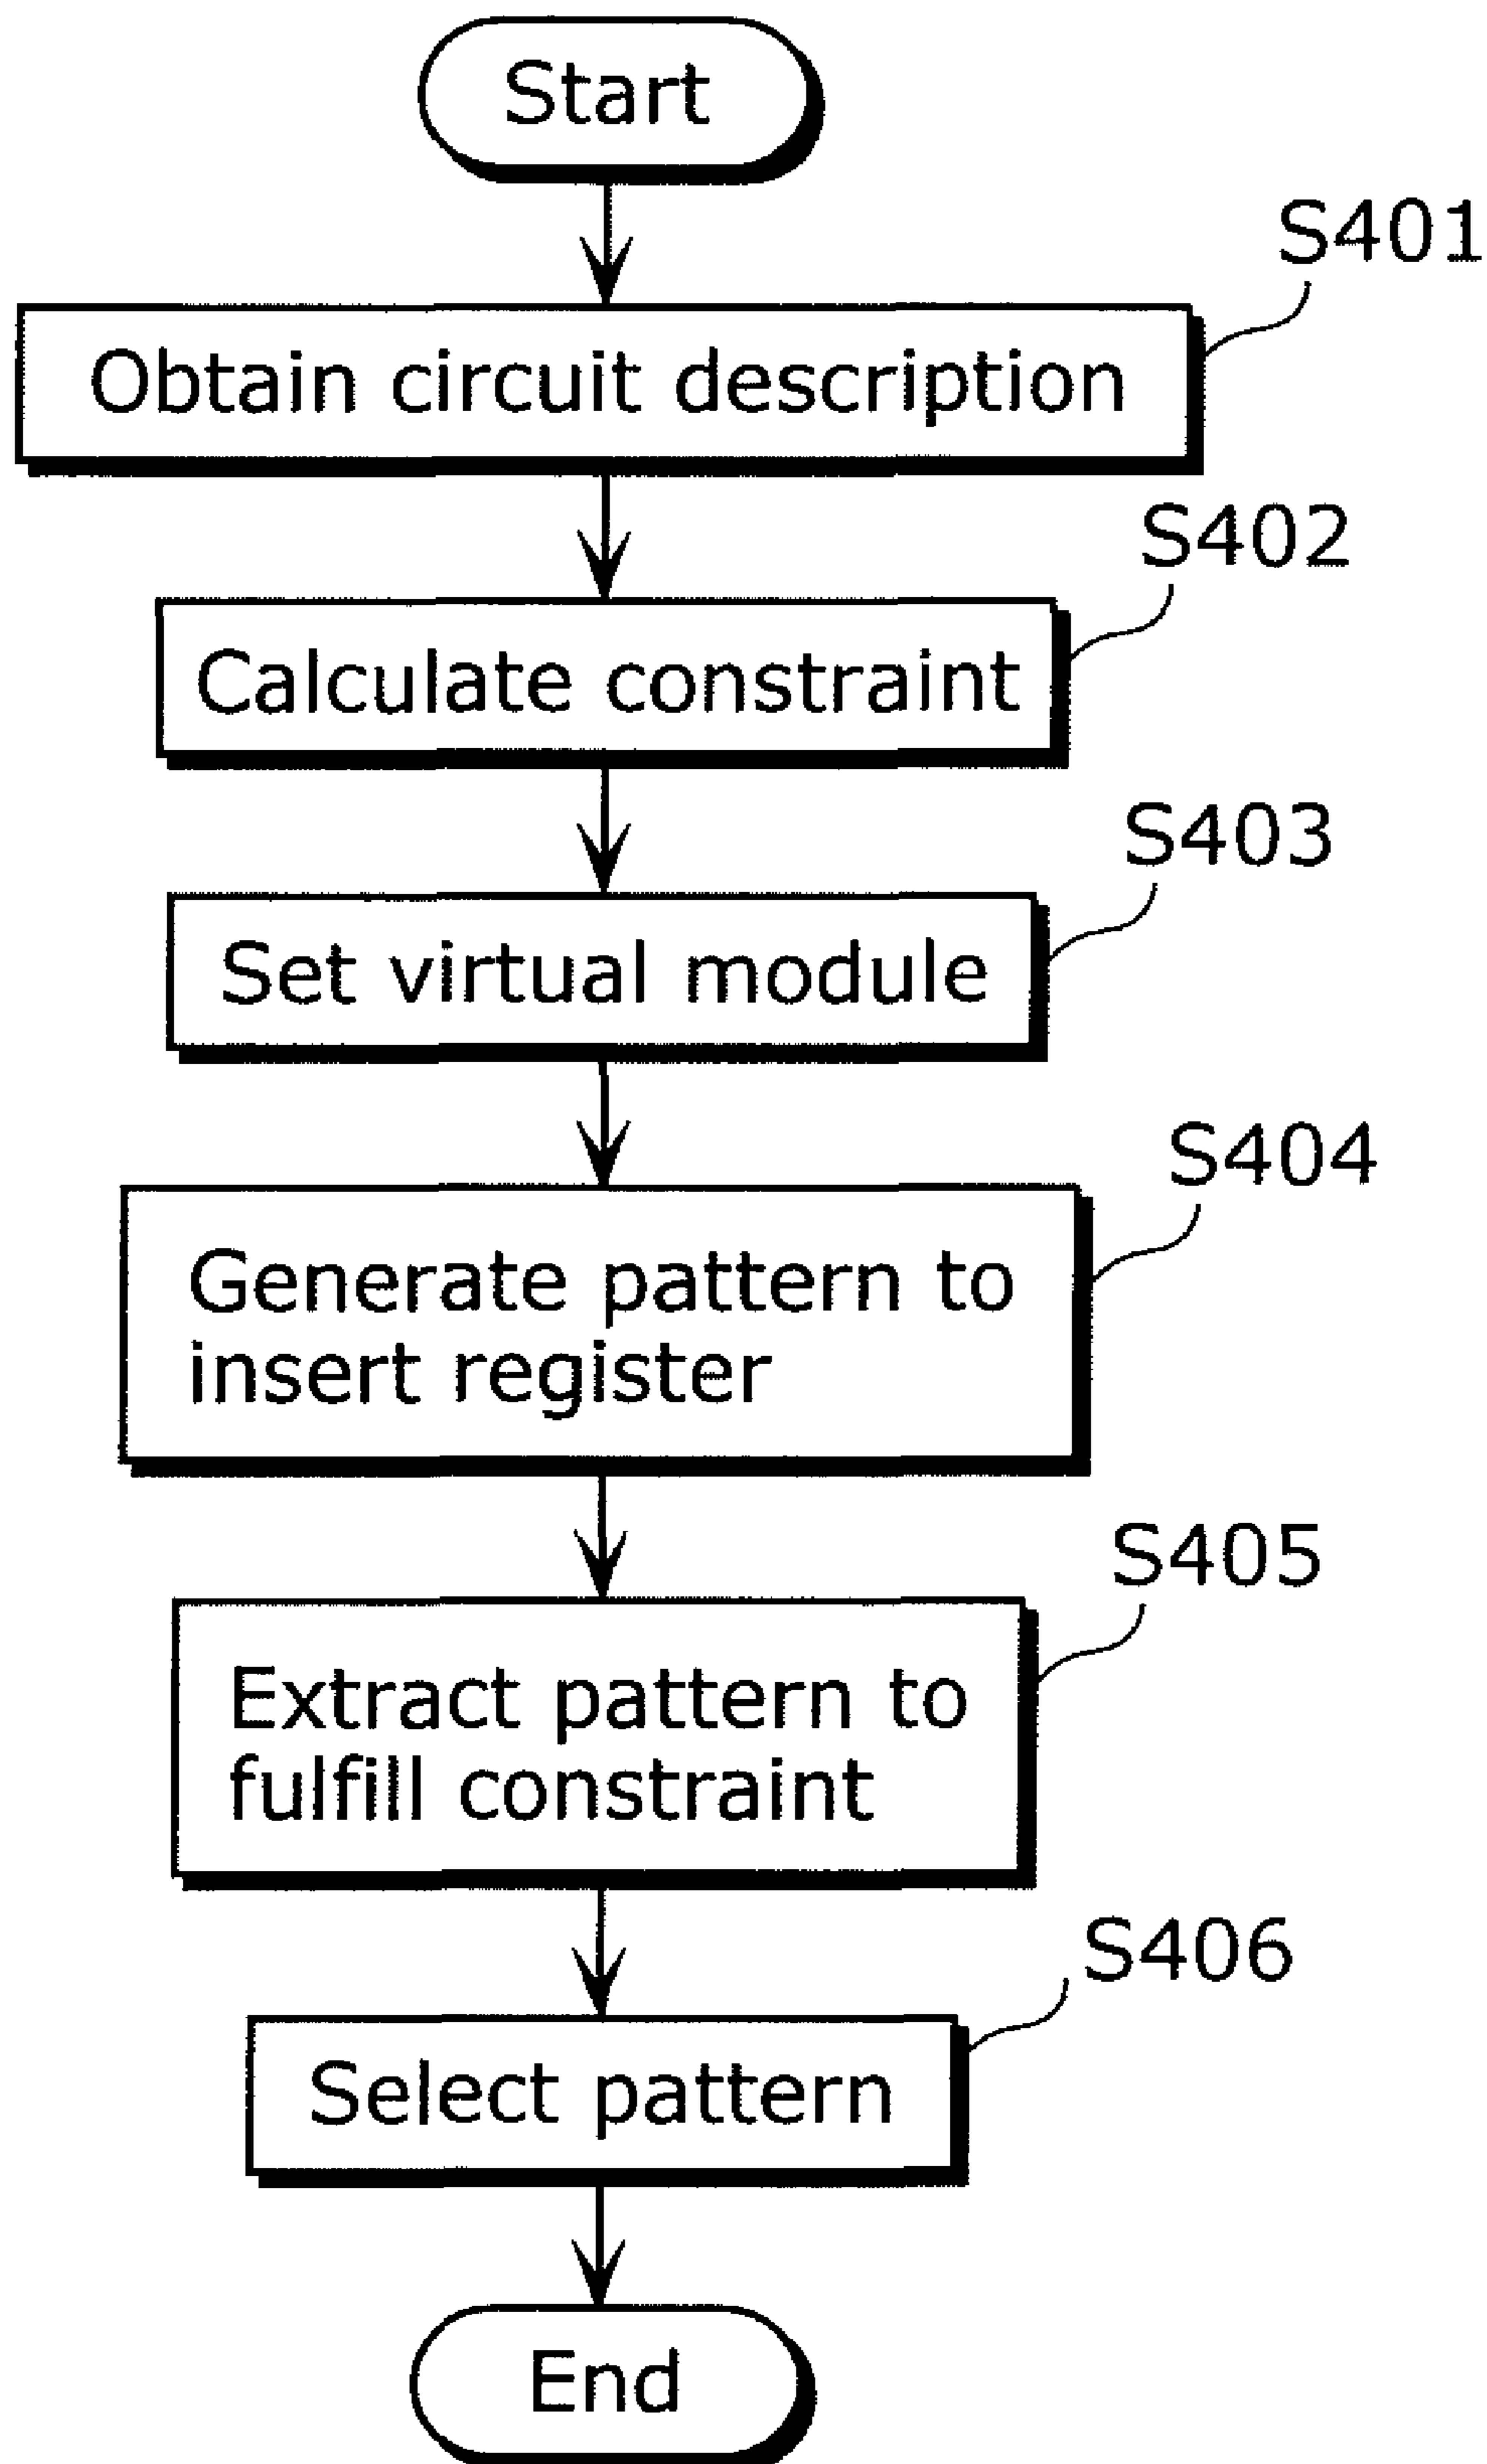 Start
S401
Obtain circuit description
S402
Calculate constraint
S403
Set virtual module
S404
Generate pattern to
insert register
S405
Extract pattern to
fulfill constraint
S406
Select pattern
End